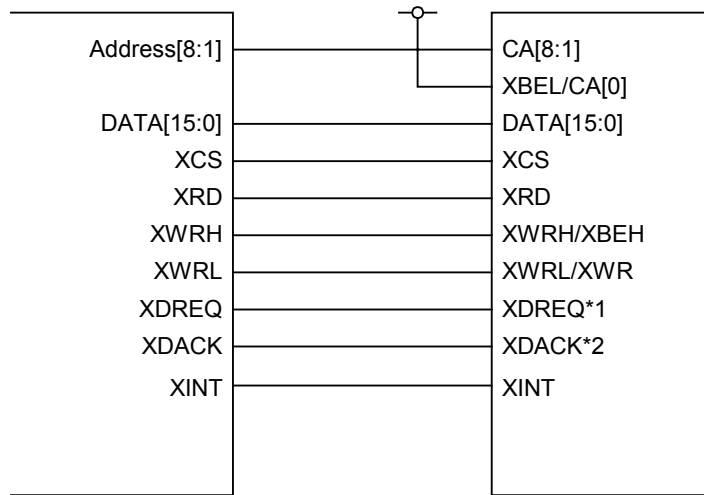 Address[8:1] CA[8:1]
XBEL/CA[0]
DATA[15:0] DATA[15:0]
XCS XCS
XRD XRD
XWRH XWRH/XBEH
XWRL XWRL/XWR
XDREQ XDREQ*1
XDACK XDACK*2
XINT XINT